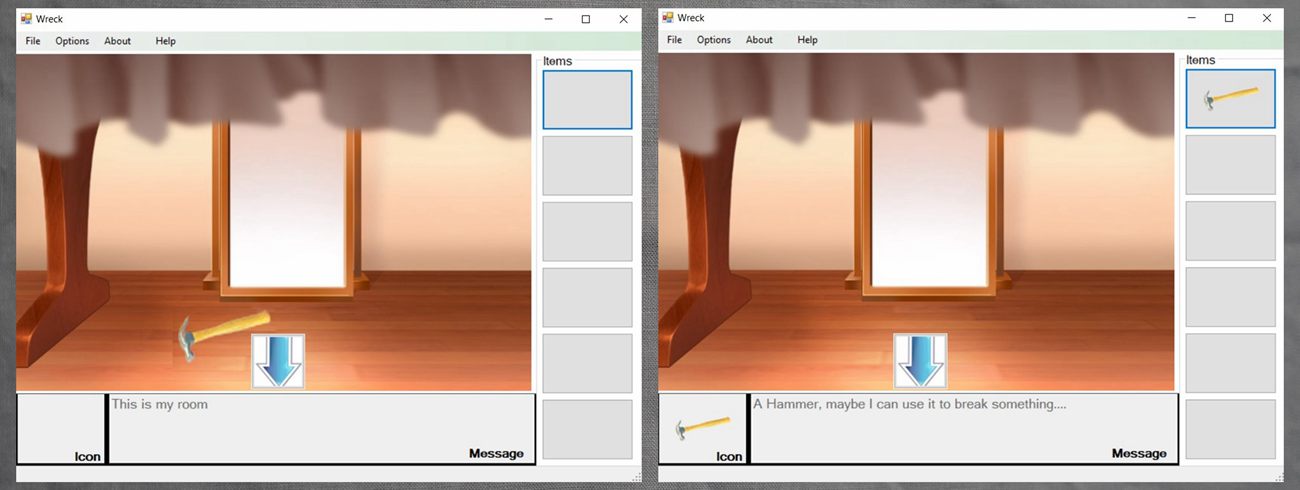 Wreck
File Options About Help
Items
This is my room
Icon
Message
Wreck
File Options About Help
Items
A Hammer, maybe I can use it to break something....
Icon
Message